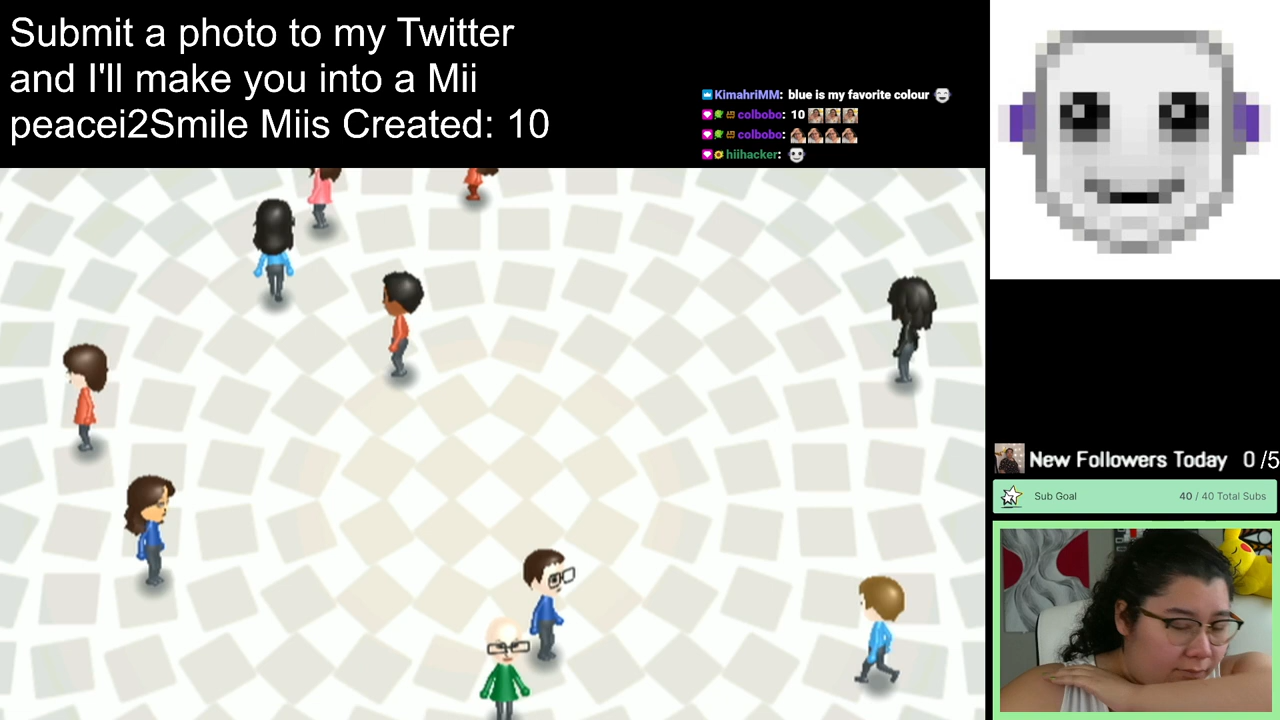 Submit a photo to my Twitter
and I'll make you into a Mii
peacei2Smile Miis Created: 10
KimahriMM: blue is my favorite colour
colbobo: 10
colbobo:
hiihacker:
New Followers Today 0 /5
Sub Goal 40 / 40 Total Subs